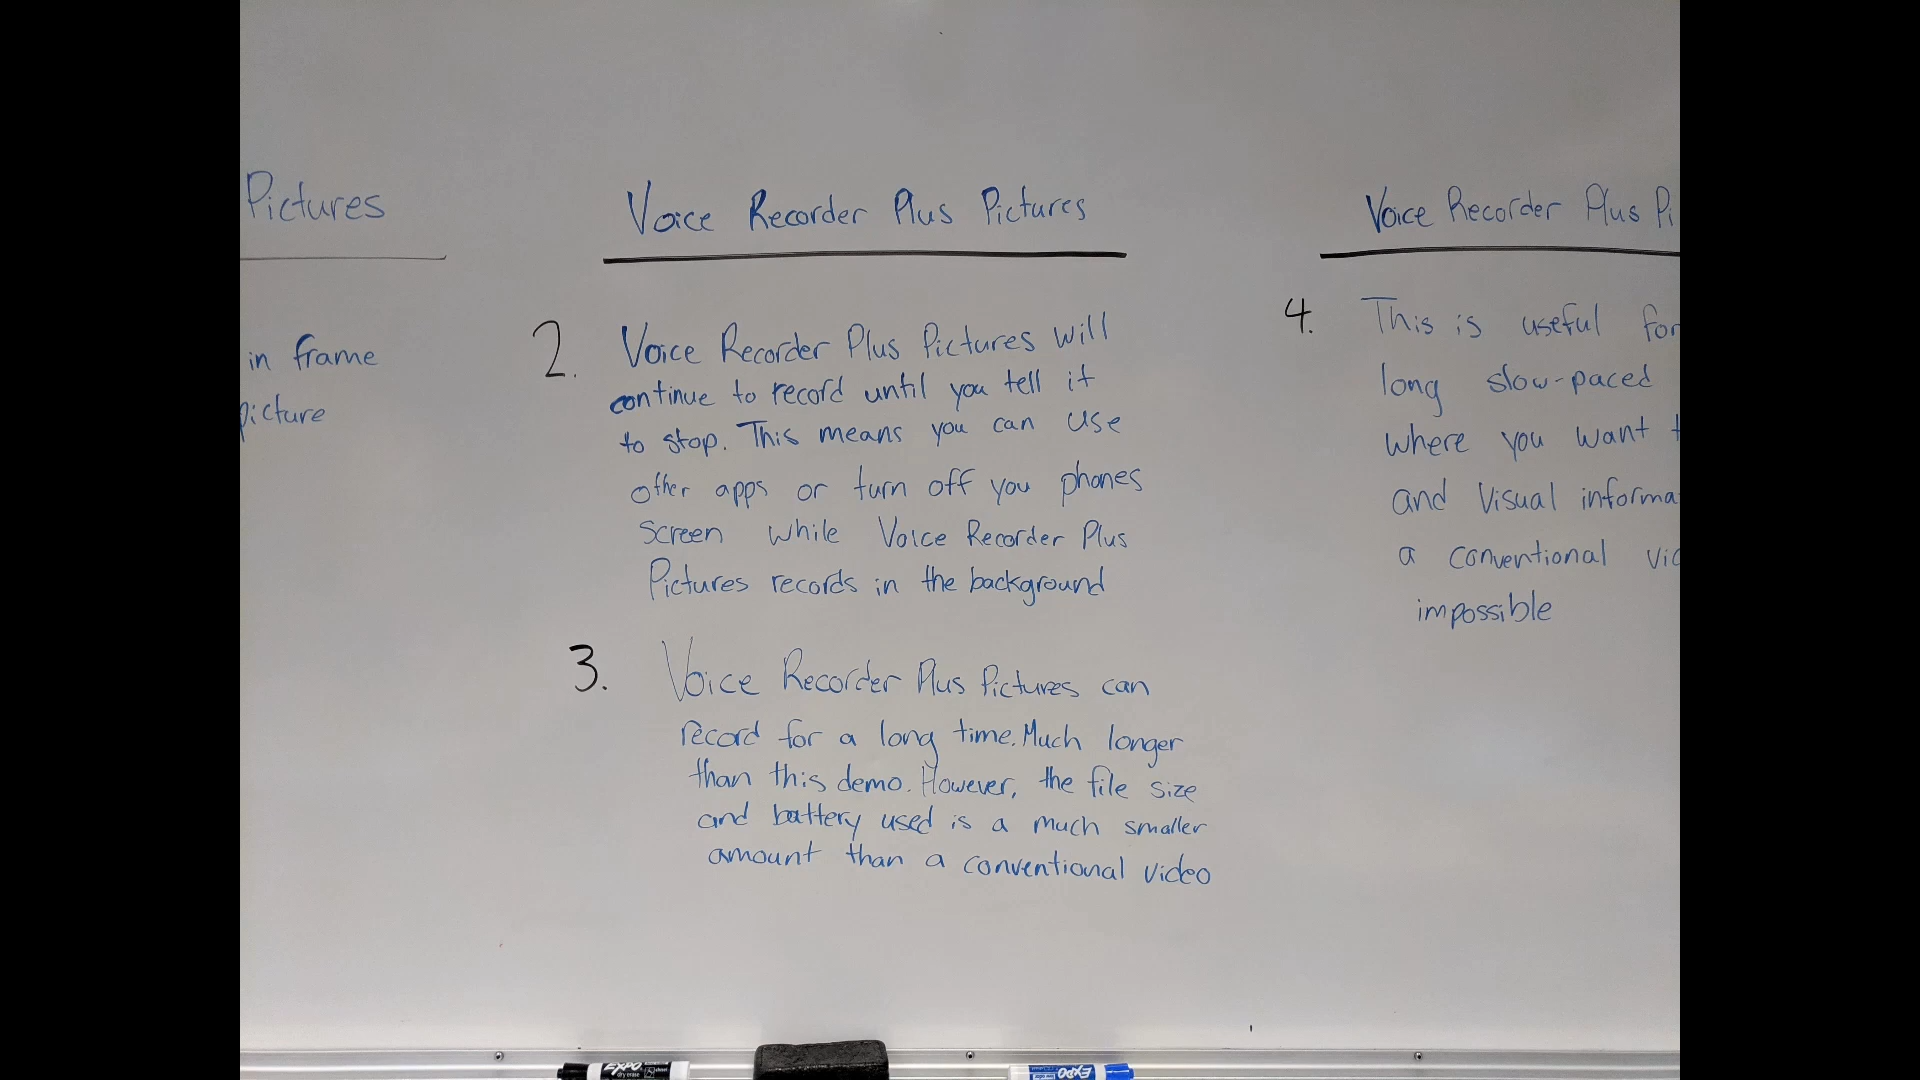 Pictures
in frame
picture
Voice Recorder Plus Pictures
2. Voice Recorder Plus Pictures will
continue to record until you tell it
to stop. This means you can use
other apps or turn off you phones
screen while Voice Recorder Plus
Pictures records in the background
3. Voice Recorder Plus Pictures can
record for a long time. Much longer
than this demo. However, the file size
and battery used is a much smaller
amount than a conventional video
Voice Recorder Plus Pi
4. This is useful for
long slow-paced
where you want t
and Visual informa
a conventional vid
impossible
EXPO
dry erase
EXPO